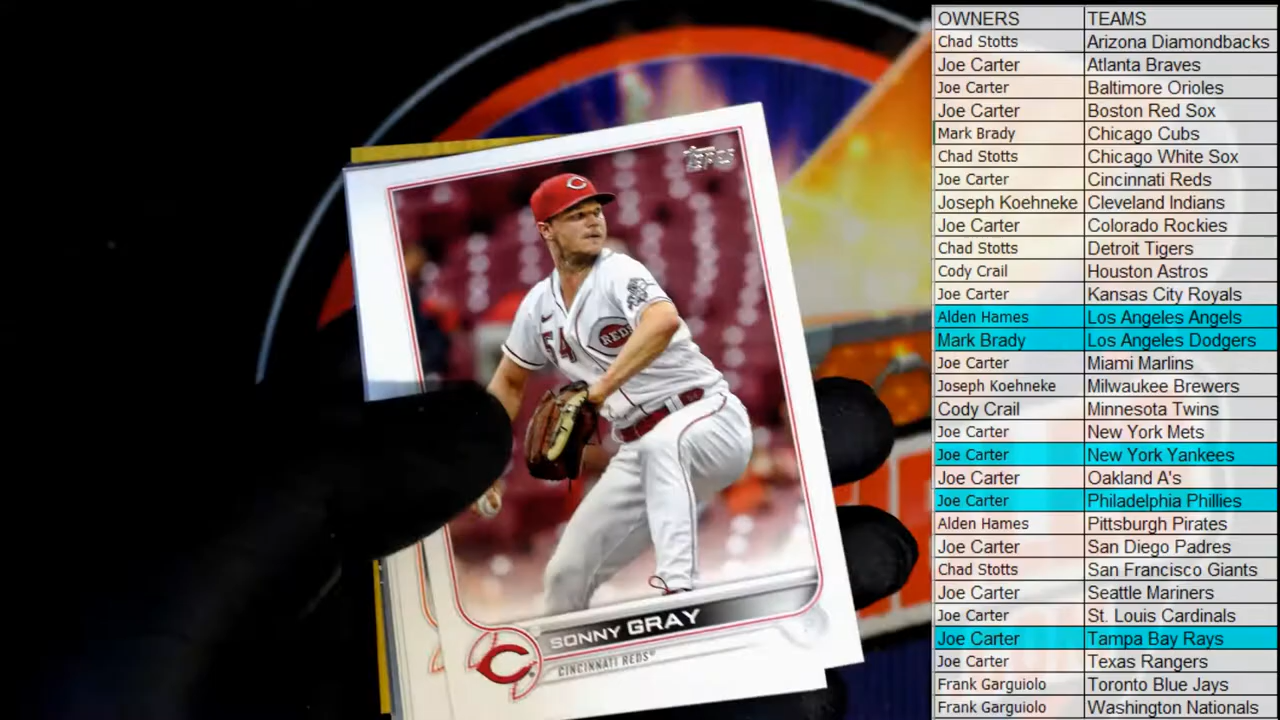 TOPPS
54
REDS
SONNY GRAY
CINCINNATI REDS
OWNERS TEAMS
Chad Stotts Arizona Diamondbacks
Joe Carter Atlanta Braves
Joe Carter Baltimore Orioles
Joe Carter Boston Red Sox
Mark Brady Chicago Cubs
Chad Stotts Chicago White Sox
Joe Carter Cincinnati Reds
Joseph Koehneke Cleveland Indians
Joe Carter Colorado Rockies
Chad Stotts Detroit Tigers
Cody Crail Houston Astros
Joe Carter Kansas City Royals
Alden Hames Los Angeles Angels
Mark Brady Los Angeles Dodgers
Joe Carter Miami Marlins
Joseph Koehneke Milwaukee Brewers
Cody Crail Minnesota Twins
Joe Carter New York Mets
Joe Carter New York Yankees
Joe Carter Oakland A's
Joe Carter Philadelphia Phillies
Alden Hames Pittsburgh Pirates
Joe Carter San Diego Padres
Chad Stotts San Francisco Giants
Joe Carter Seattle Mariners
Joe Carter St. Louis Cardinals
Joe Carter Tampa Bay Rays
Joe Carter Texas Rangers
Frank Garguiolo Toronto Blue Jays
Frank Garguiolo Washington Nationals